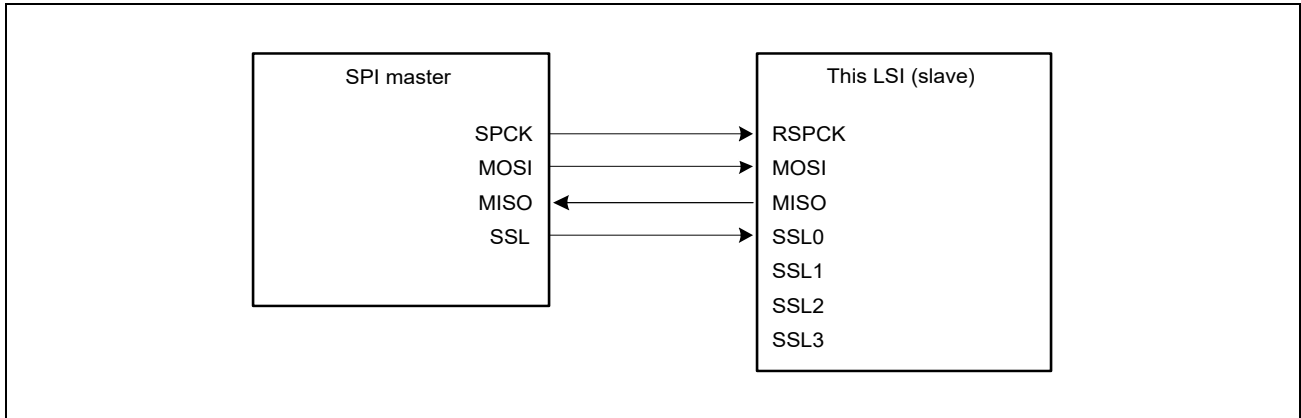 SPI master
SPCK
MOSI
MISO
SSL
This LSI (slave)
RSPCK
MOSI
MISO
SSL0
SSL1
SSL2
SSL3